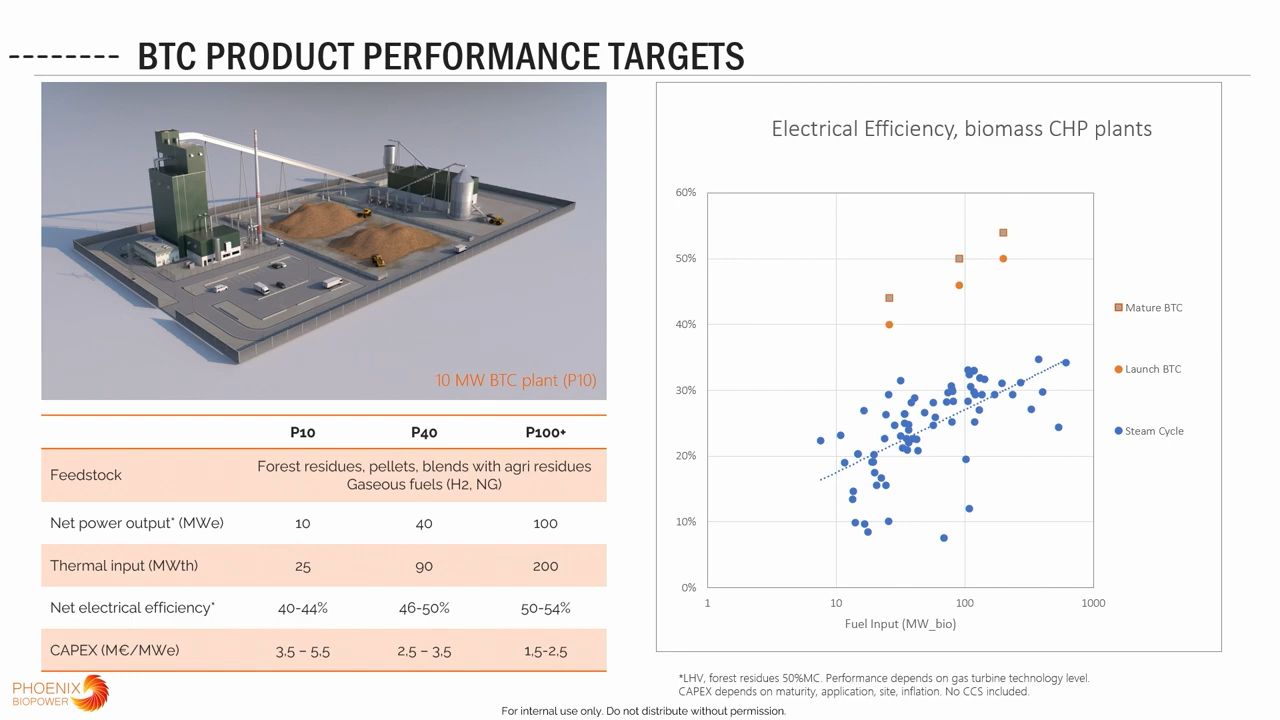 BTC PRODUCT PERFORMANCE TARGETS
10 MW BTC plant (P10)
P10 P40 P100+
Feedstock Forest residues, pellets, blends with agri residues
Gaseous fuels (H2, NG)
Net power output* (MWe) 10 40 100
Thermal input (MWth) 25 90 200
Net electrical efficiency* 40-44% 46-50% 50-54%
CAPEX (M€/MWe) 3,5 – 5,5 2,5 – 3,5 1,5-2,5
PHOENIX
BIOPOWER
Electrical Efficiency, biomass CHP plants
60%
50%
40%
30%
20%
10%
0%
1 10 100 1000
Fuel Input (MW_bio)
Mature BTC
Launch BTC
Steam Cycle
*LHV, forest residues 50%MC. Performance depends on gas turbine technology level.
CAPEX depends on maturity, application, site, inflation. No CCS included.
For internal use only. Do not distribute without permission.